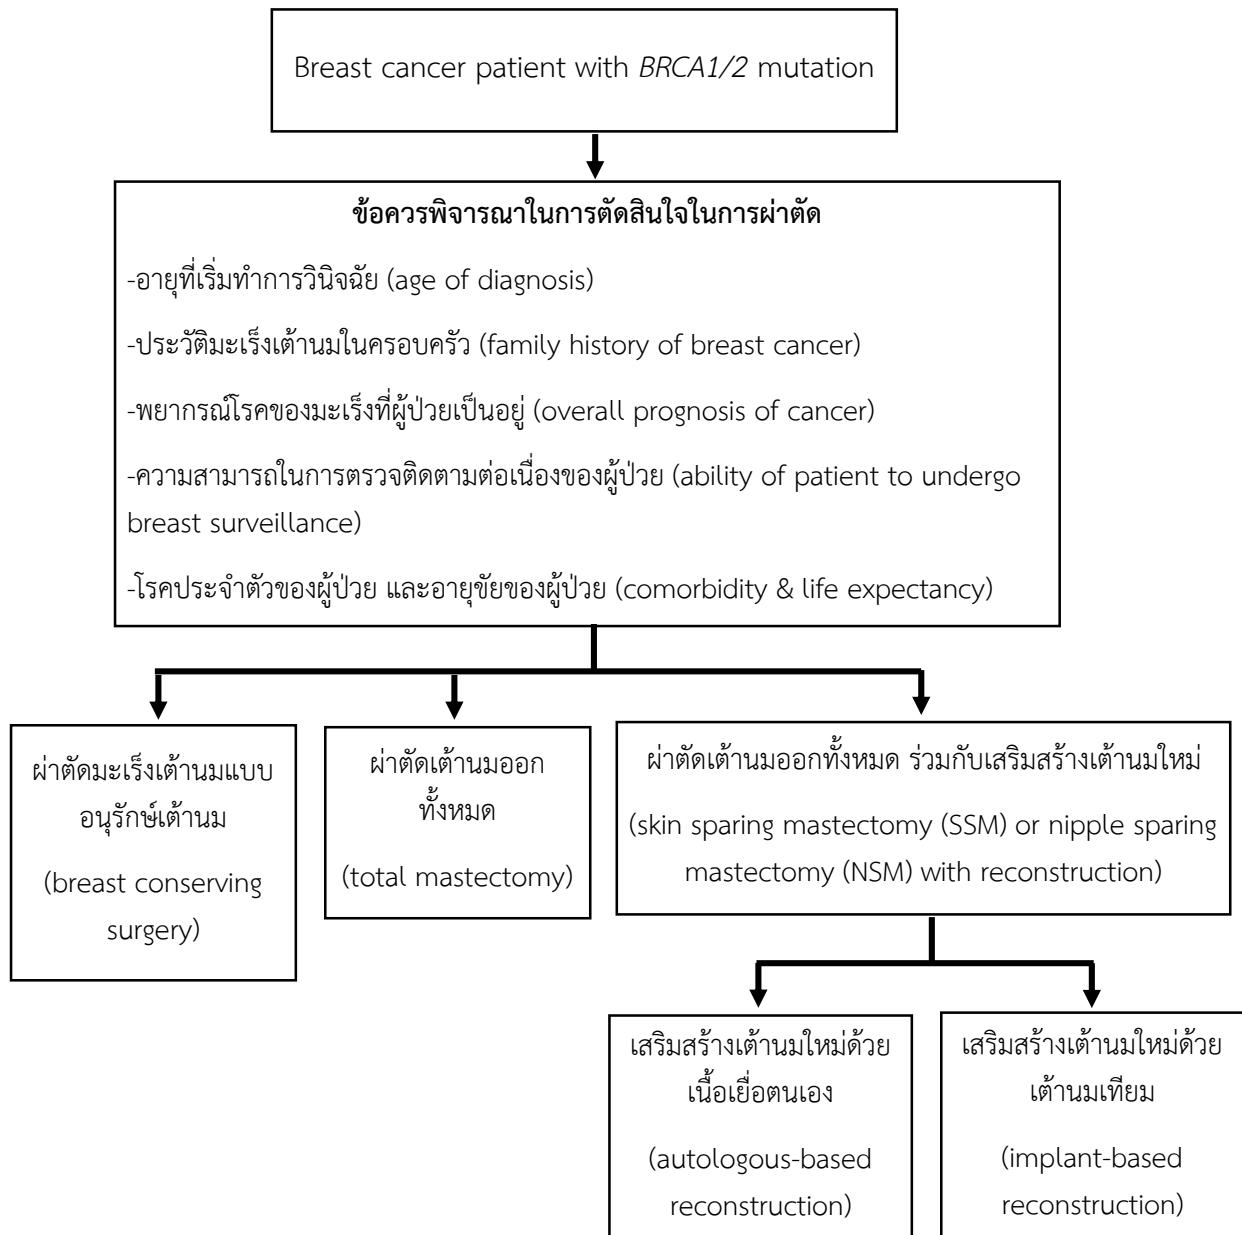 Breast cancer patient with BRCA1/2 mutation
ข้อควรพิจารณาในการตัดสินใจในการผ่าตัด
-อายุที่เริ่มทำการวินิจฉัย (age of diagnosis)
-ประวัติมะเร็งเต้านมในครอบครัว (family history of breast cancer)
-พยากรณ์โรคของมะเร็งที่ผู้ป่วยเป็นอยู่ (overall prognosis of cancer)
-ความสามารถในการตรวจติดตามต่อเนื่องของผู้ป่วย (ability of patient to undergo
breast surveillance)
-โรคประจำตัวของผู้ป่วย และอายุขัยของผู้ป่วย (comorbidity & life expectancy)
ผ่าตัดมะเร็งเต้านมแบบ
อนุรักษ์เต้านม
(breast conserving
surgery)
ผ่าตัดเต้านมออก
ทั้งหมด
(total mastectomy)
ผ่าตัดเต้านมออกทั้งหมด ร่วมกับเสริมสร้างเต้านมใหม่
(skin sparing mastectomy (SSM) or nipple sparing
mastectomy (NSM) with reconstruction)
เสริมสร้างเต้านมใหม่ด้วย
เนื้อเยื่อตนเอง
(autologous-based
reconstruction)
เสริมสร้างเต้านมใหม่ด้วย
เต้านมเทียม
(implant-based
reconstruction)